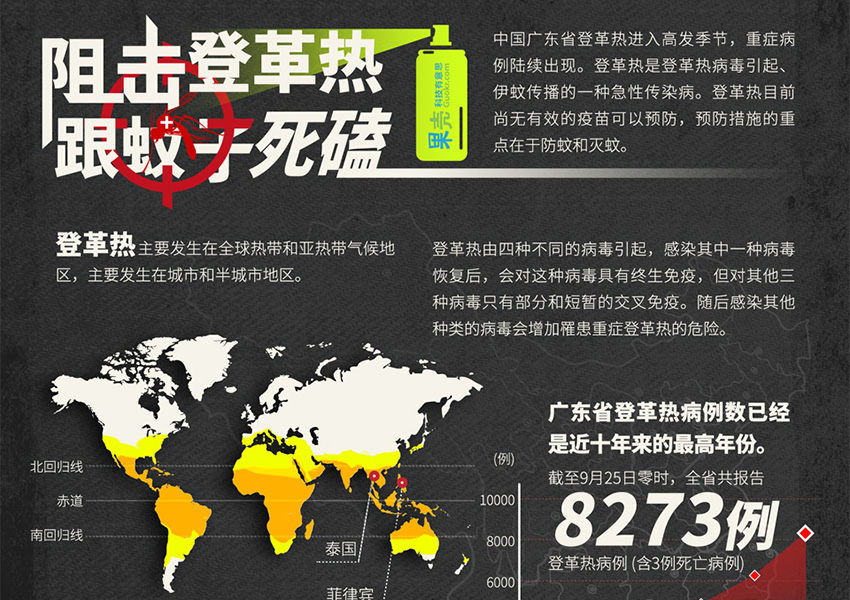 阻击登革热
跟蚊子死磕
果壳
科技有意思
Guokr.com
中国广东省登革热进入高发季节，重症病
例陆续出现。登革热是登革热病毒引起、
伊蚊传播的一种急性传染病。登革热目前
尚无有效的疫苗可以预防，预防措施的重
点在于防蚊和灭蚊。
登革热主要发生在全球热带和亚热带气候地
区，主要发生在城市和半城市地区。
登革热由四种不同的病毒引起，感染其中一种病毒
恢复后，会对这种病毒具有终生免疫，但对其他三
种病毒只有部分和短暂的交叉免疫。随后感染其他
种类的病毒会增加罹患重症登革热的危险。
北回归线
赤道
南回归线
泰国
菲律宾
广东省登革热病例数已经
是近十年来的最高年份。
截至9月25日零时，全省共报告
8273例
登革热病例 (含3例死亡病例)
(例)
10000
8000
6000